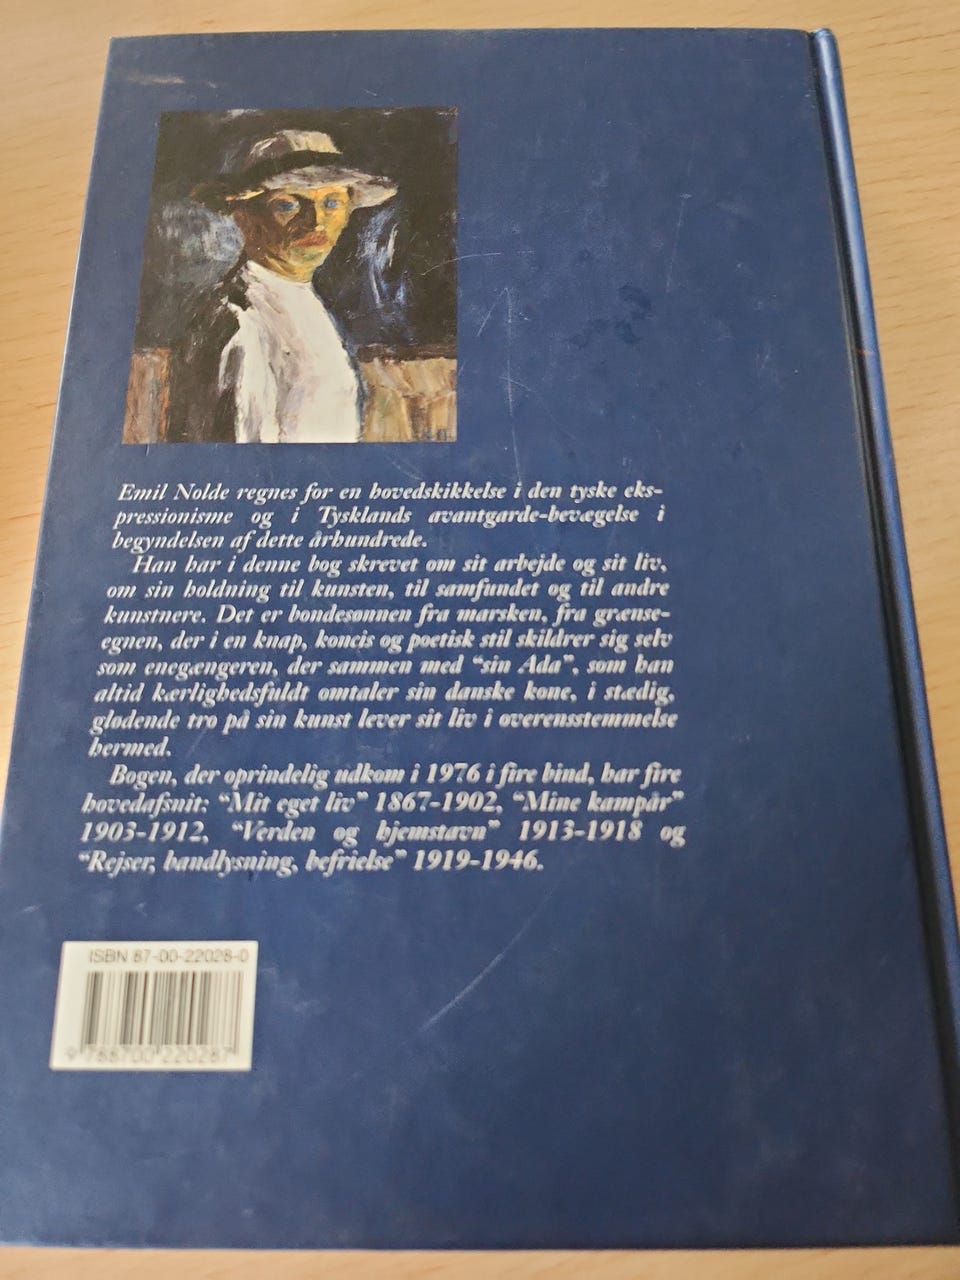 Emil Nolde regnes for en hovedskikkelse i den tyske eks-
pressionisme og i Tysklands avantgarde-bevægelse i
begyndelsen af dette århundrede.
Han har i denne bog skrevet om sit arbejde og sit liv,
om sin holdning til kunsten, til samfundet og til andre
kunstnere. Det er bondesønnen fra marsken, fra grænse-
egnen, der i en knap, koncis og poetisk stil skildrer sig selv
som enegængeren, der sammen med "sin Ada", som han
altid kærlighedsfuldt omtaler sin danske kone, i stædig,
glødende tro på sin kunst lever sit liv i overensstemmelse
hermed.
Bogen, der oprindelig udkom i 1976 i fire bind, har fire
hovedafsnit: "Mit eget liv" 1867-1902, "Mine kampår"
1903-1912, "Verden og hjemstavn" 1913-1918 og
"Rejser, bandlysning, befrielse" 1919-1946.
ISBN 87-00-22028-0
9 788700 220287